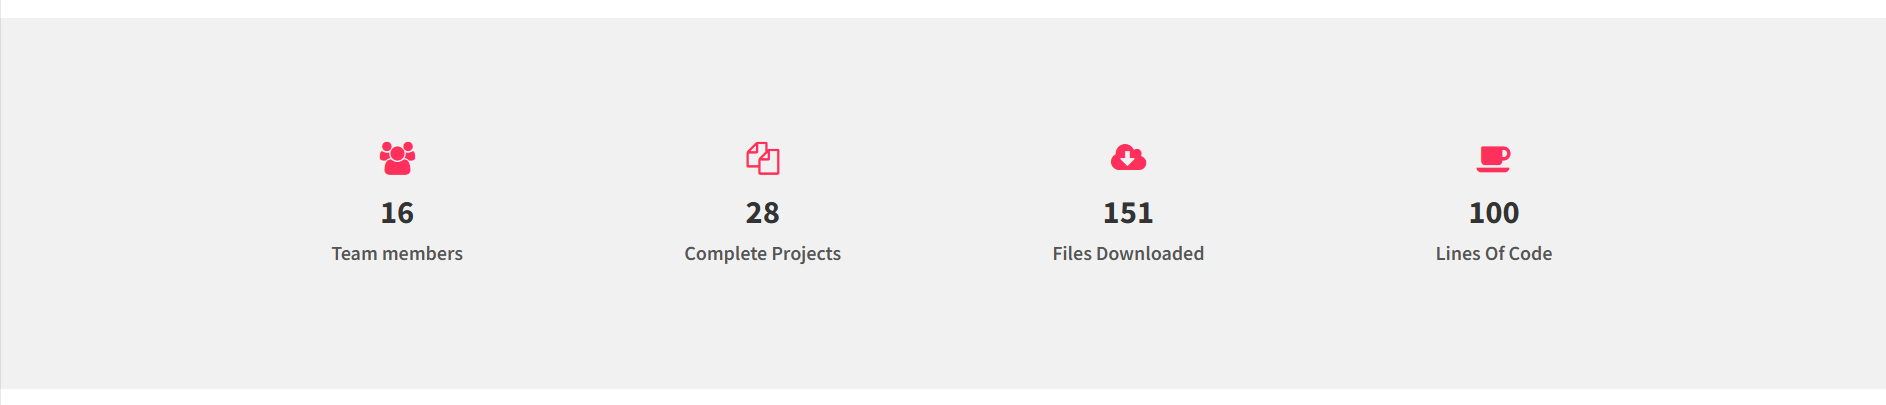 16
Team members
28
Complete Projects
151
Files Downloaded
100
Lines Of Code